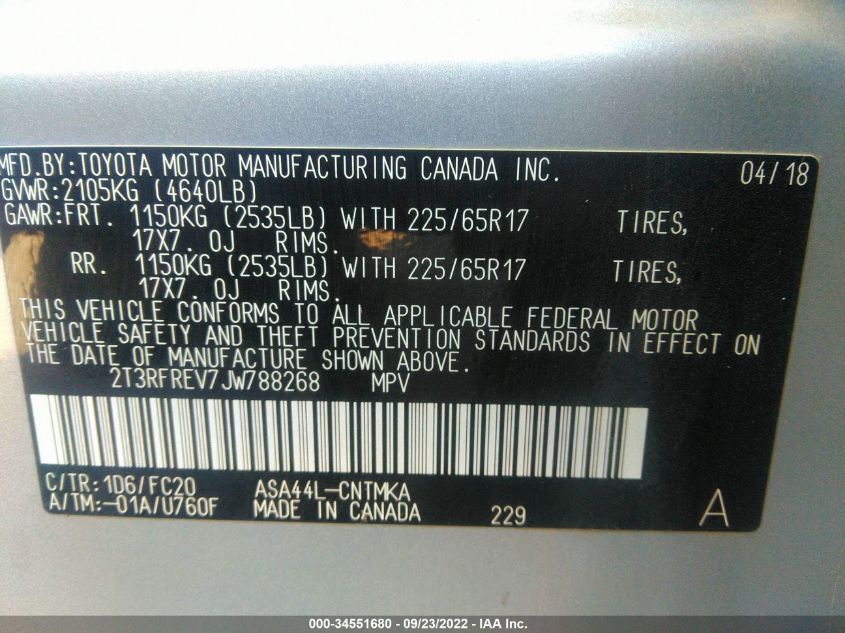 MFD.BY:TOYOTA MOTOR MANUFACTURING CANADA INC. 04/18
GVWR:2105KG (4640LB)
GAWR:FRT. 1150KG (2535LB) WITH 225/65R17 TIRES,
17X7. 0J RIMS.
RR. 1150KG (2535LB) WITH 225/65R17 TIRES,
17X7. 0J RIMS.
THIS VEHICLE CONFORMS TO ALL APPLICABLE FEDERAL MOTOR
VEHICLE SAFETY AND THEFT PREVENTION STANDARDS IN EFFECT ON
THE DATE OF MANUFACTURE SHOWN ABOVE.
2T3RFREV7JW788268 MPV
C/TR:1D6/FC20 ASA44L-CNTMKA
A/TM:-01A/U760F MADE IN CANADA 229 A
000-34551680 - 09/23/2022 - IAA Inc.